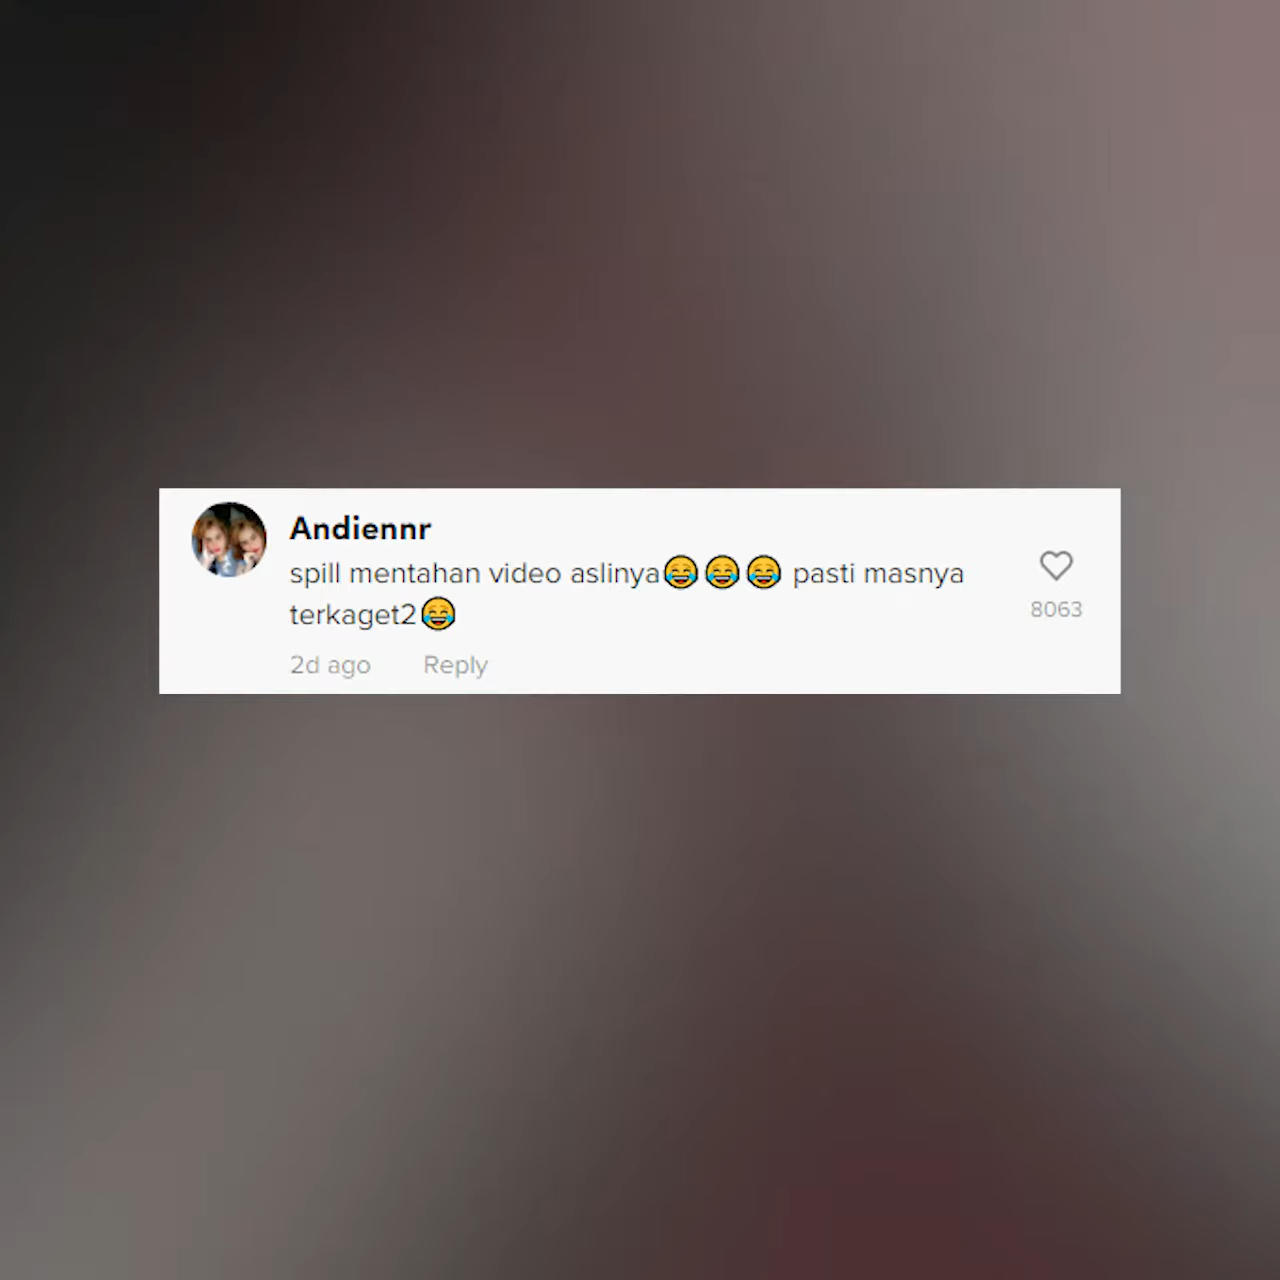 Andiennr
spill mentahan video aslinya😂😂😂 pasti masnya
terkaget2😂
8063
2d ago Reply